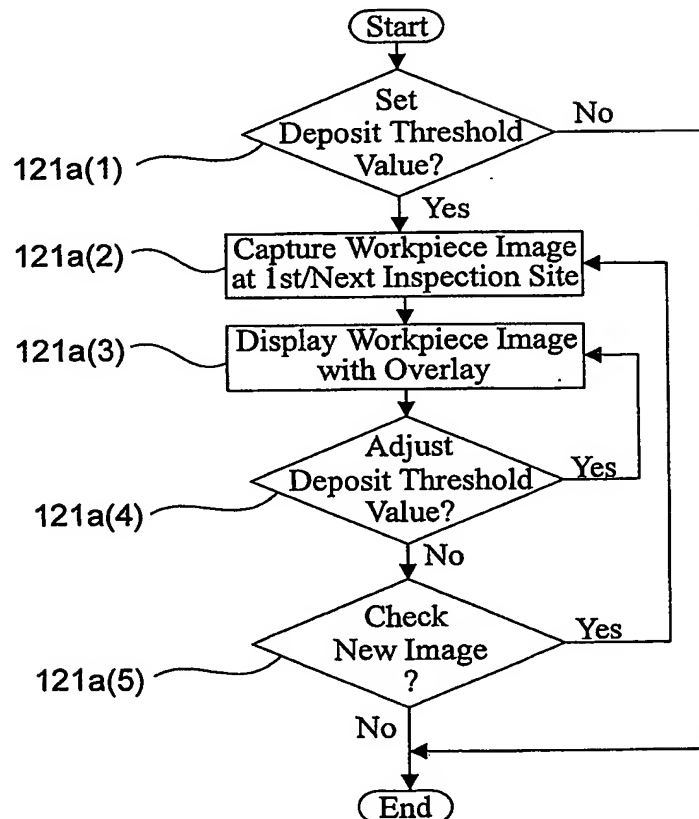 Start
Set
Deposit Threshold
Value?
No
121a(1)
Yes
121a(2)
Capture Workpiece Image
at 1st/Next Inspection Site
121a(3)
Display Workpiece Image
with Overlay
Adjust
Deposit Threshold
Value?
Yes
121a(4)
No
Check
New Image
?
Yes
121a(5)
No
End